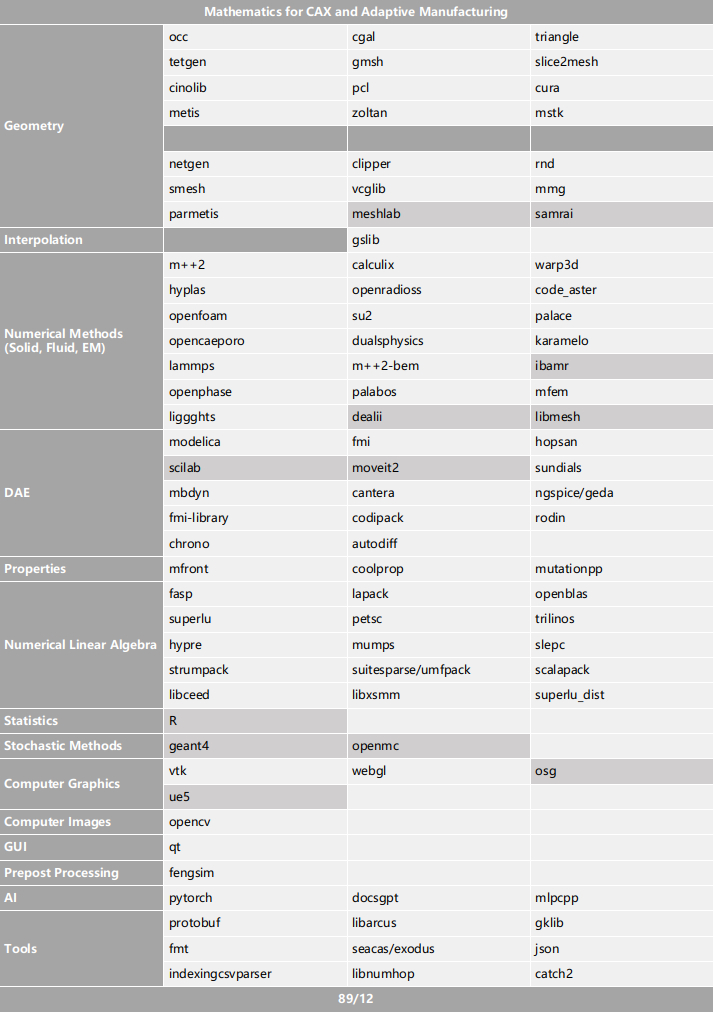 Mathematics for CAX and Adaptive Manufacturing
Geometry
occ cgal triangle
tetgen gmsh slice2mesh
cinolib pcl cura
metis zoltan mstk
netgen clipper rnd
smesh vcglib mmg
parmetis meshlab samrai
Interpolation gslib
Numerical Methods
(Solid, Fluid, EM)
m++2 calculix warp3d
hyplas openradioss code_aster
openfoam su2 palace
opencaeporo dualsphysics karamelo
lammps m++2-bem ibamr
openphase palabos mfem
liggghts dealii libmesh
DAE
modelica fmi hopsan
scilab moveit2 sundials
mbdyn cantera ngspice/geda
fmi-library codipack rodin
chrono autodiff
Properties mfront coolprop mutationpp
Numerical Linear Algebra
fasp lapack openblas
superlu petsc trilinos
hypre mumps slepc
strumpack suitesparse/umfpack scalapack
libceed libxsmm superlu_dist
Statistics R
Stochastic Methods geant4 openmc
Computer Graphics
vtk webgl osg
ue5
Computer Images opencv
GUI qt
Prepost Processing fengsim
AI pytorch docsgpt mlpcpp
Tools
protobuf libarcus gklib
fmt seacas/exodus json
indexingcsvparser libnumhop catch2
89/12